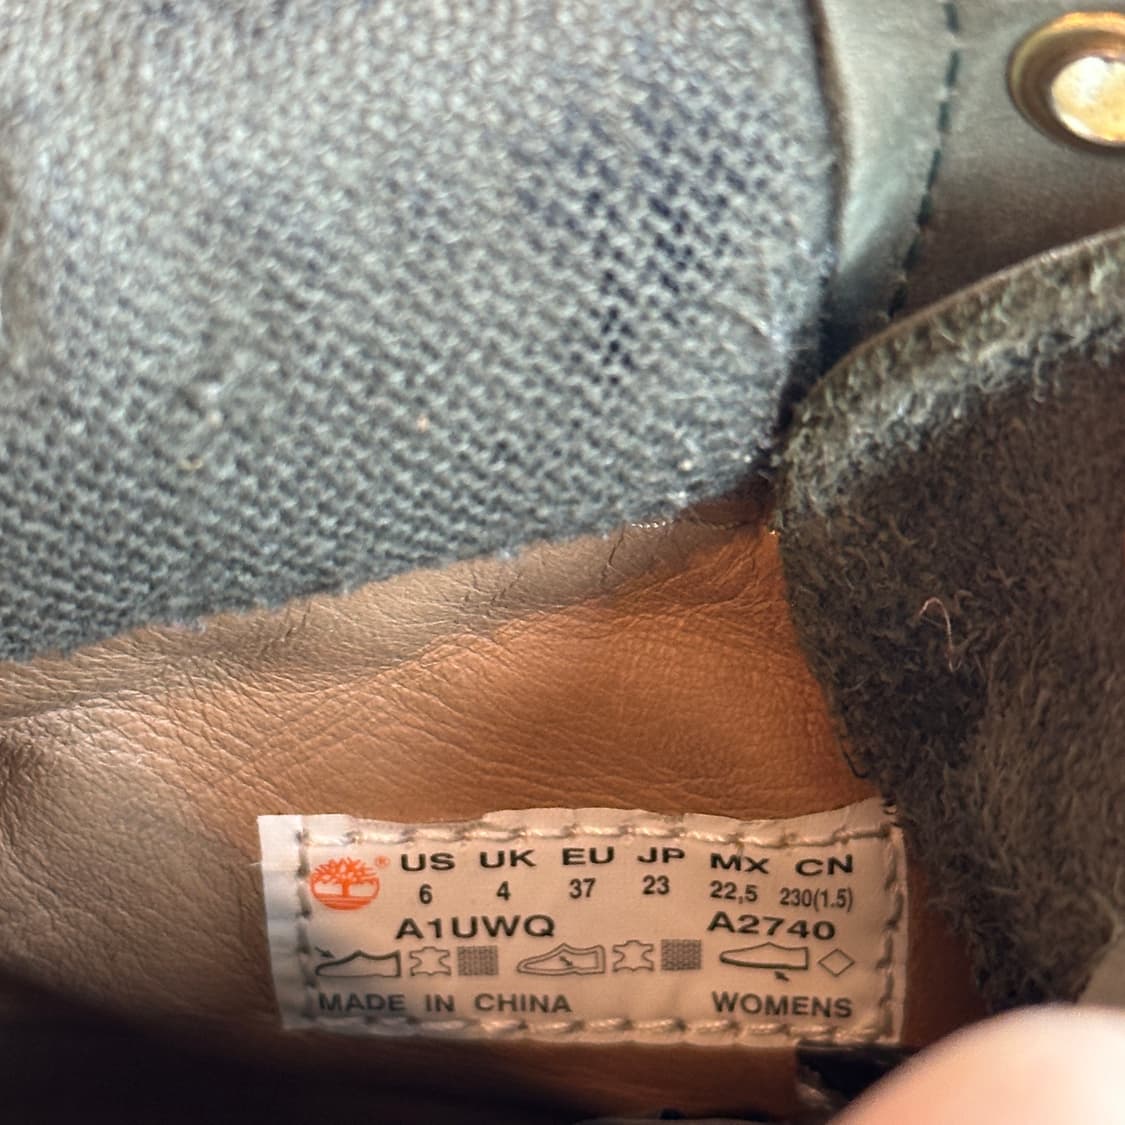 ® US UK EU JP MX CN
6 4 37 23 22,5 230(1.5)
A1UWQ A2740
MADE IN CHINA WOMENS